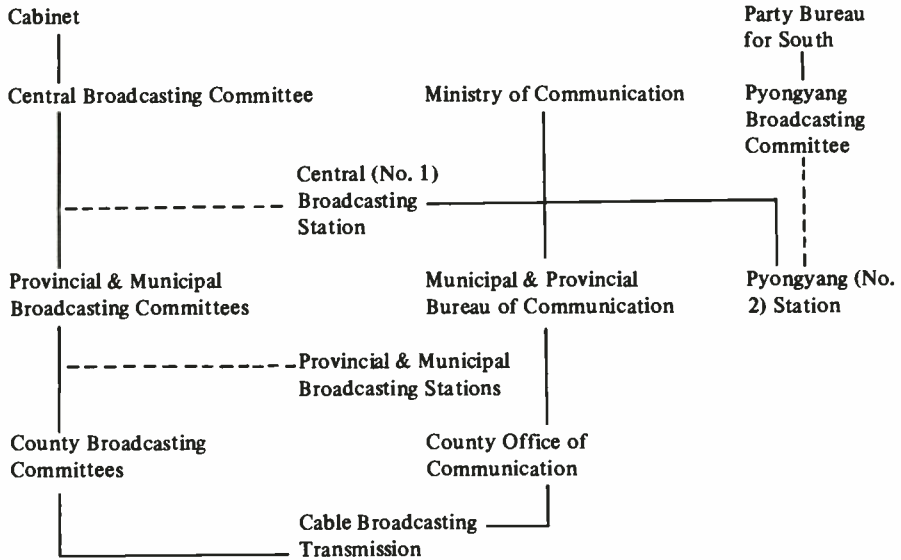 Cabinet
Party Bureau
for South
Central Broadcasting Committee
Ministry of Communication
Pyongyang
Broadcasting
Committee
Central (No. 1)
Broadcasting
Station
Provincial & Municipal
Broadcasting Committees
Municipal & Provincial
Bureau of Communication
Pyongyang (No.
2) Station
Provincial & Municipal
Broadcasting Stations
County Broadcasting
Committees
County Office of
Communication
Cable Broadcasting
Transmission